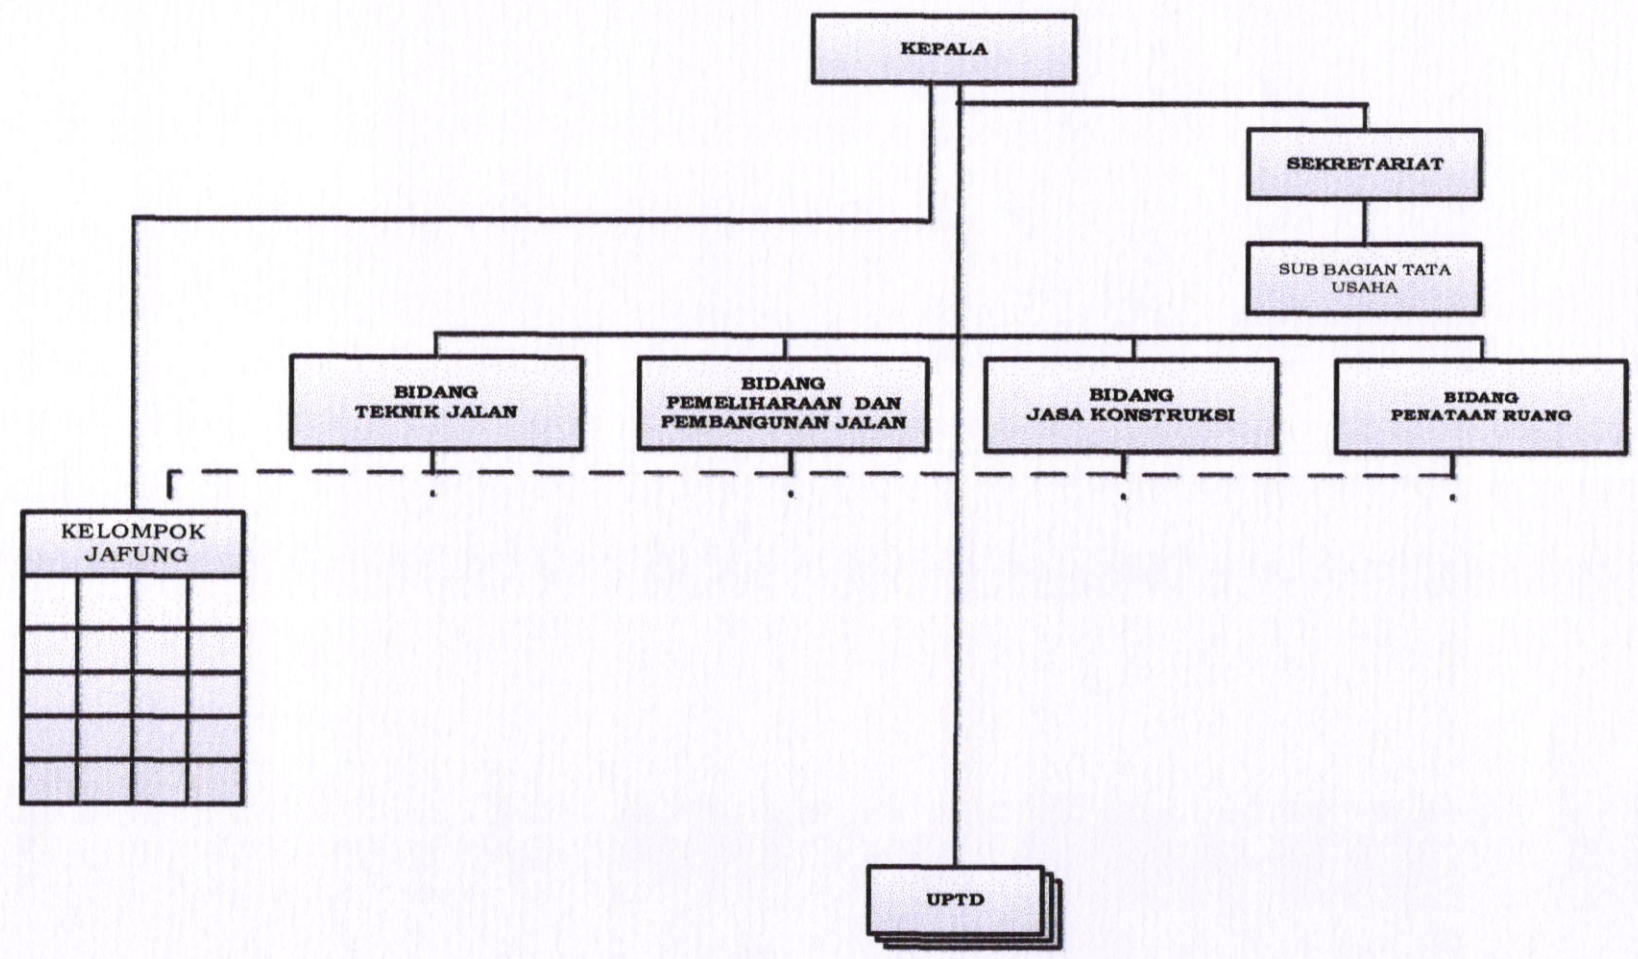 KEPALA
SEKRETARIAT
SUB BAGIAN TATA
USAHA
BIDANG
TEKNIK JALAN
BIDANG
PEMELIHARAAN DAN
PEMBANGUNAN JALAN
BIDANG
JASA KONSTRUKSI
BIDANG
PENATAAN RUANG
KELOMPOK
JAFUNG
UPTD